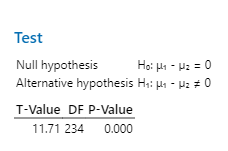 Test
Null hypothesis H₀: μ₁ - μ₂ = 0
Alternative hypothesis H₁: μ₁ - μ₂ ≠ 0
T-Value DF P-Value
11.71 234 0.000